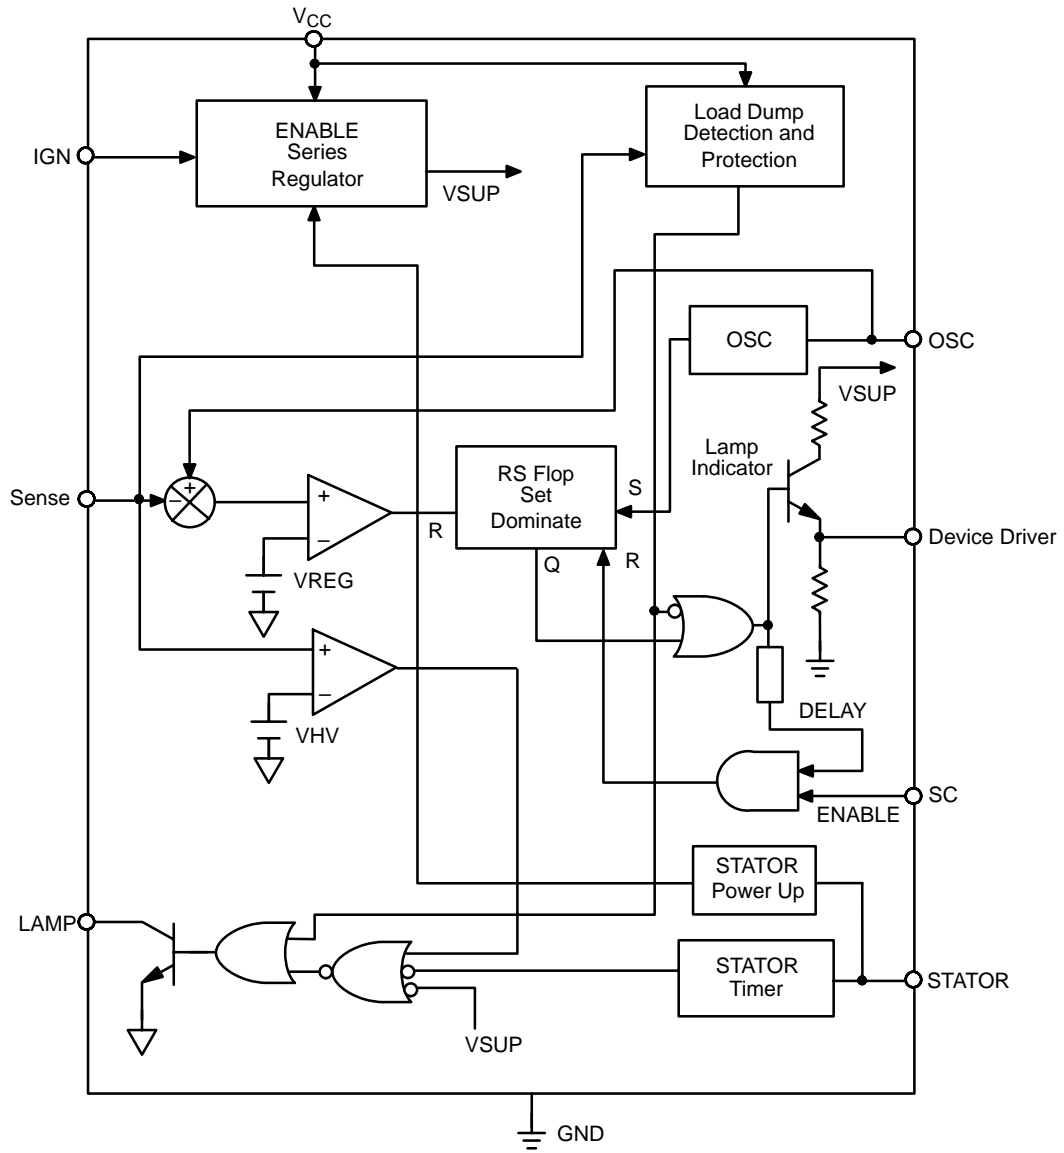 VCC
ENABLE
Series
Regulator
Load Dump
Detection and
Protection
IGN
VSUP
OSC
OSC
VSUP
Lamp
Indicator
Sense
+
−
+
−
VREG
R
RS Flop
Set
Dominate
S
Q
R
Device Driver
+
−
VHV
DELAY
SC
ENABLE
STATOR
Power Up
LAMP
STATOR
Timer
STATOR
VSUP
GND